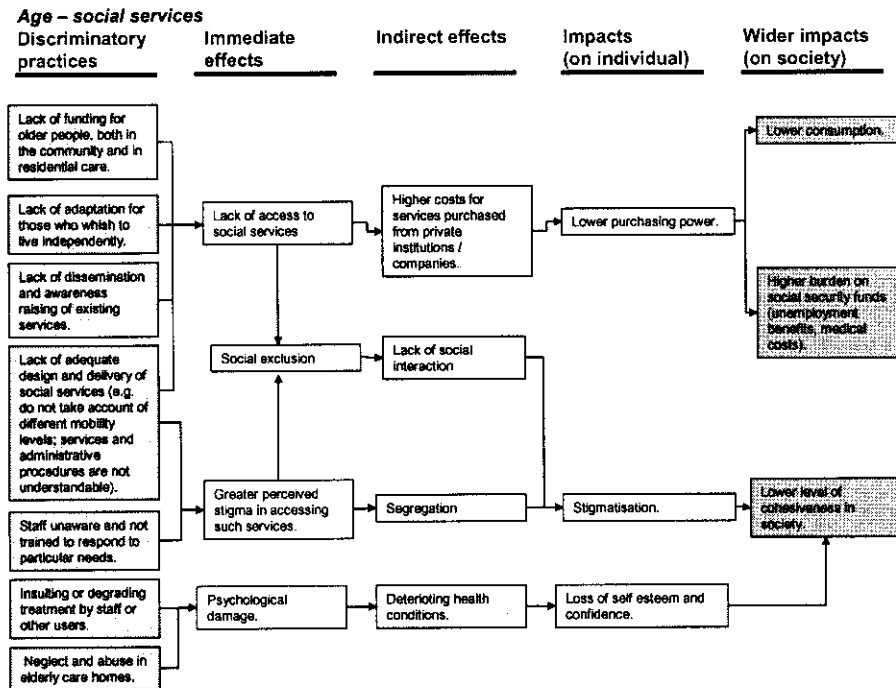 Age – social services
Discriminatory
practices
Immediate
effects
Indirect effects
Impacts
(on individual)
Wider impacts
(on society)
Lack of funding for
older people, both in
the community and in
residential care.
Lack of adaptation for
those who whish to
live independently.
Lack of dissemination
and awareness
raising of existing
services.
Lack of adequate
design and delivery of
social services (e.g.
do not take account of
different mobility
levels; services and
administrative
procedures are not
understandable).
Staff unaware and not
trained to respond to
particular needs.
Insulting or degrading
treatment by staff or
other users.
Neglect and abuse in
elderly care homes.
Lack of access to
social services
Social exclusion
Greater perceived
stigma in accessing
such services.
Psychological
damage.
Higher costs for
services purchased
from private
institutions /
companies.
Lack of social
interaction
Segregation
Deterioting health
conditions.
Lower purchasing power.
Stigmatisation.
Loss of self esteem and
confidence.
Lower consumption.
Higher burden on
social security funds
(unemployment
benefits, medical
costs).
Lower level of
cohesiveness in
society.